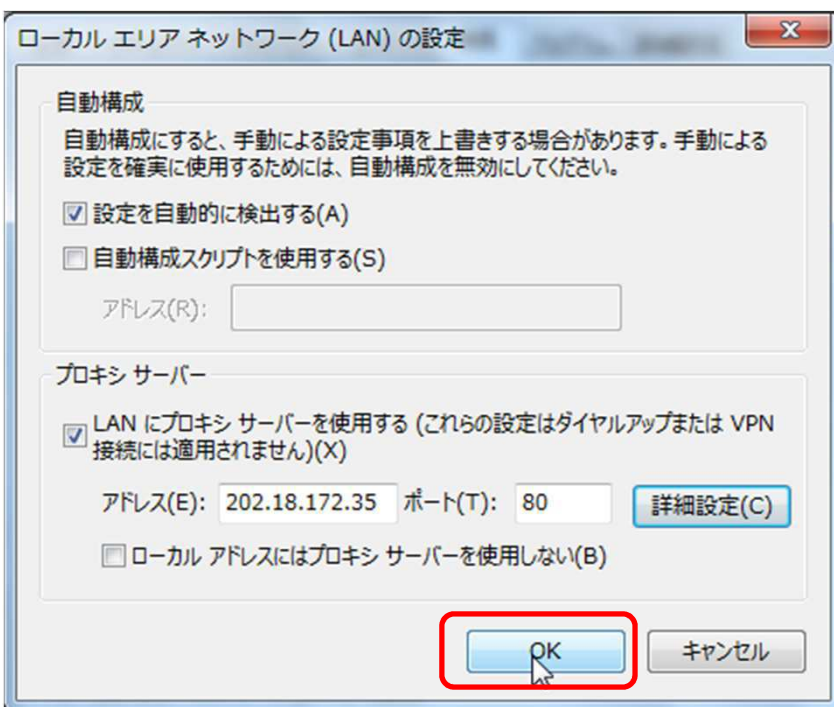 ローカル エリア ネットワーク (LAN) の設定
自動構成
自動構成にすると、手動による設定事項を上書きする場合があります。手動による
設定を確実に使用するためには、自動構成を無効にしてください。
設定を自動的に検出する(A)
自動構成スクリプトを使用する(S)
アドレス(R):
プロキシ サーバー
LAN にプロキシ サーバーを使用する (これらの設定はダイヤルアップまたは VPN
接続には適用されません)(X)
アドレス(E): 202.18.172.35 ポート(T): 80 詳細設定(C)
ローカル アドレスにはプロキシ サーバーを使用しない(B)
OK キャンセル